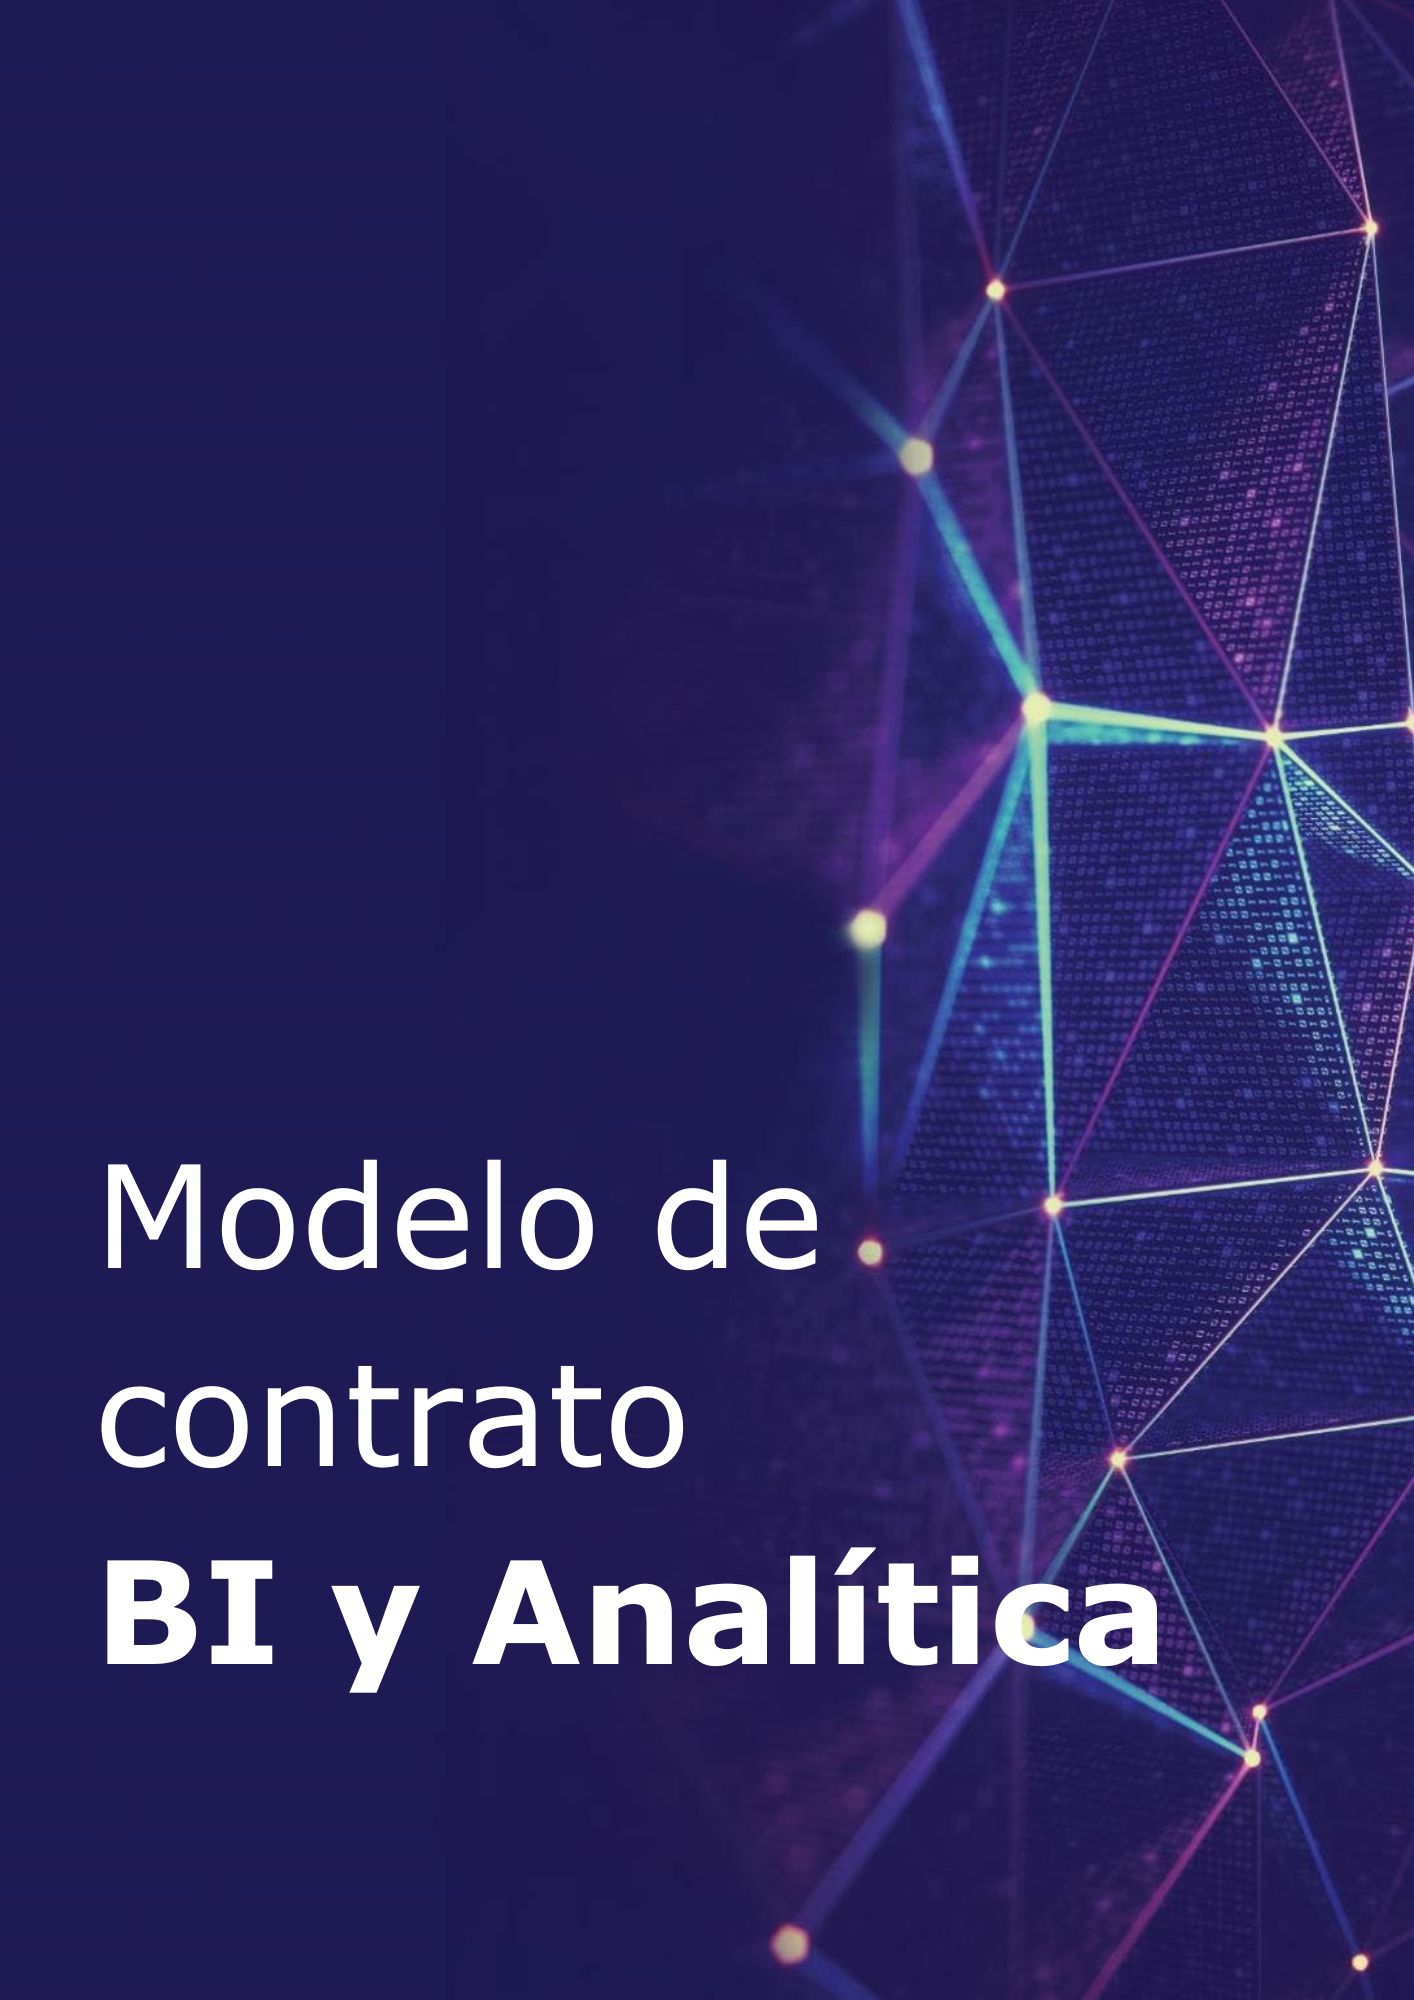 Modelo de
contrato
BI y Analítica